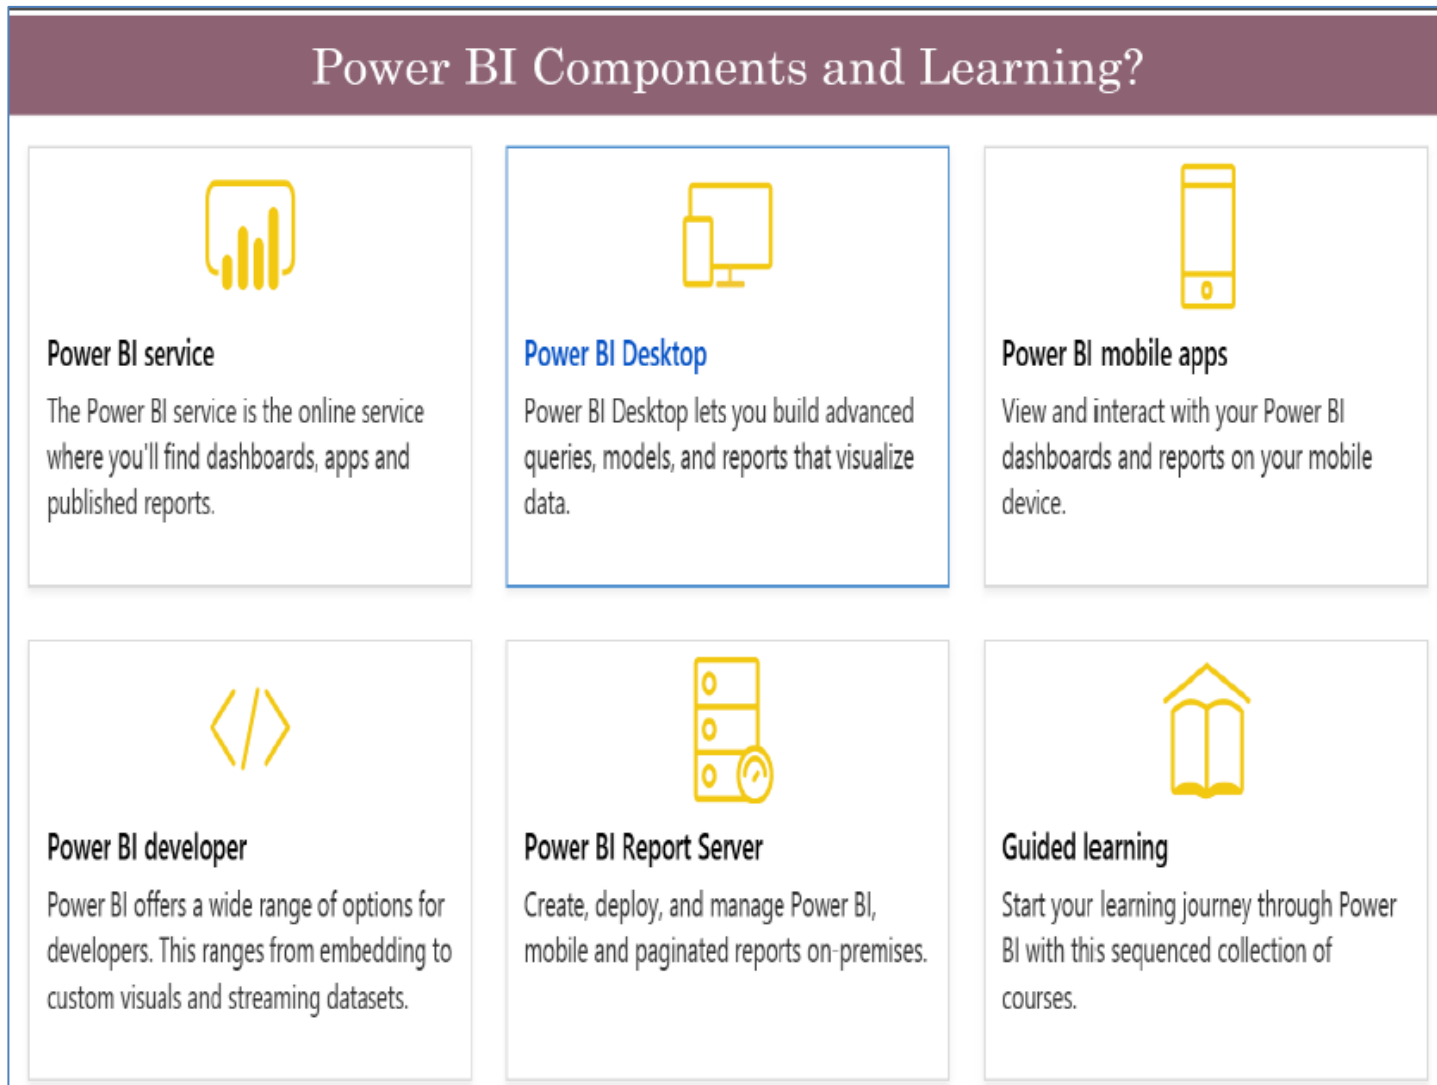 Power BI Components and Learning?
Power BI service
The Power BI service is the online service
where you'll find dashboards, apps and
published reports.
Power BI Desktop
Power BI Desktop lets you build advanced
queries, models, and reports that visualize
data.
Power BI mobile apps
View and interact with your Power BI
dashboards and reports on your mobile
device.
Power BI developer
Power BI offers a wide range of options for
developers. This ranges from embedding to
custom visuals and streaming datasets.
Power BI Report Server
Create, deploy, and manage Power BI,
mobile and paginated reports on-premises.
Guided learning
Start your learning journey through Power
BI with this sequenced collection of
courses.